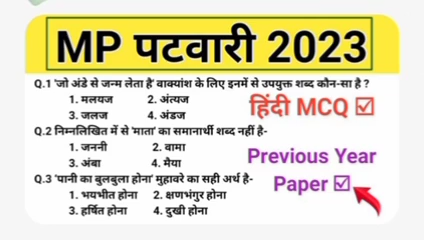 MP पटवारी 2023
Q.1 'जो अंडे से जन्म लेता है' वाक्यांश के लिए इनमें से उपयुक्त शब्द कौन-सा है ?
1. मलयज 2. अंत्यज
3. जलज 4. अंडज
हिंदी MCQ ☑
Q.2 निम्नलिखित में से 'माता' का समानार्थी शब्द नहीं है-
1. जननी 2. वामा
3. अंबा 4. मैया
Previous Year
Paper ☑
Q.3 'पानी का बुलबुला होना' मुहावरे का सही अर्थ है-
1. भयभीत होना 2. क्षणभंगुर होना
3. हर्षित होना 4. दुखी होना